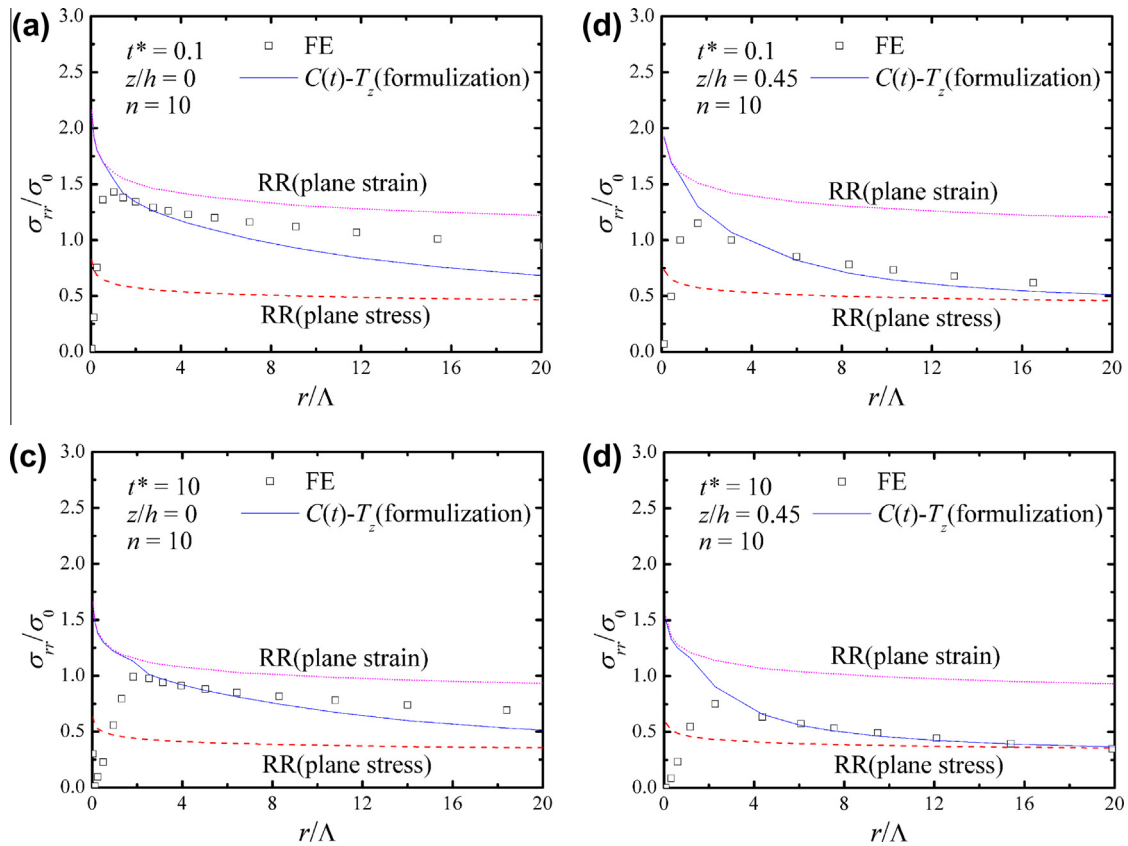 (a)
3.0
2.5
2.0
1.5
1.0
0.5
0.0
σrr/σ0
t* = 0.1
z/h = 0
n = 10
FE
C(t)-Tz(formulization)
RR(plane strain)
RR(plane stress)
0 4 8 12 16 20
r/Λ
(d)
3.0
2.5
2.0
1.5
1.0
0.5
0.0
σrr/σ0
t* = 0.1
z/h = 0.45
n = 10
FE
C(t)-Tz(formulization)
RR(plane strain)
RR(plane stress)
0 4 8 12 16 20
r/Λ
(c)
3.0
2.5
2.0
1.5
1.0
0.5
0.0
σrr/σ0
t* = 10
z/h = 0
n = 10
FE
C(t)-Tz(formulization)
RR(plane strain)
RR(plane stress)
0 4 8 12 16 20
r/Λ
(d)
3.0
2.5
2.0
1.5
1.0
0.5
0.0
σrr/σ0
t* = 10
z/h = 0.45
n = 10
FE
C(t)-Tz(formulization)
RR(plane strain)
RR(plane stress)
0 4 8 12 16 20
r/Λ